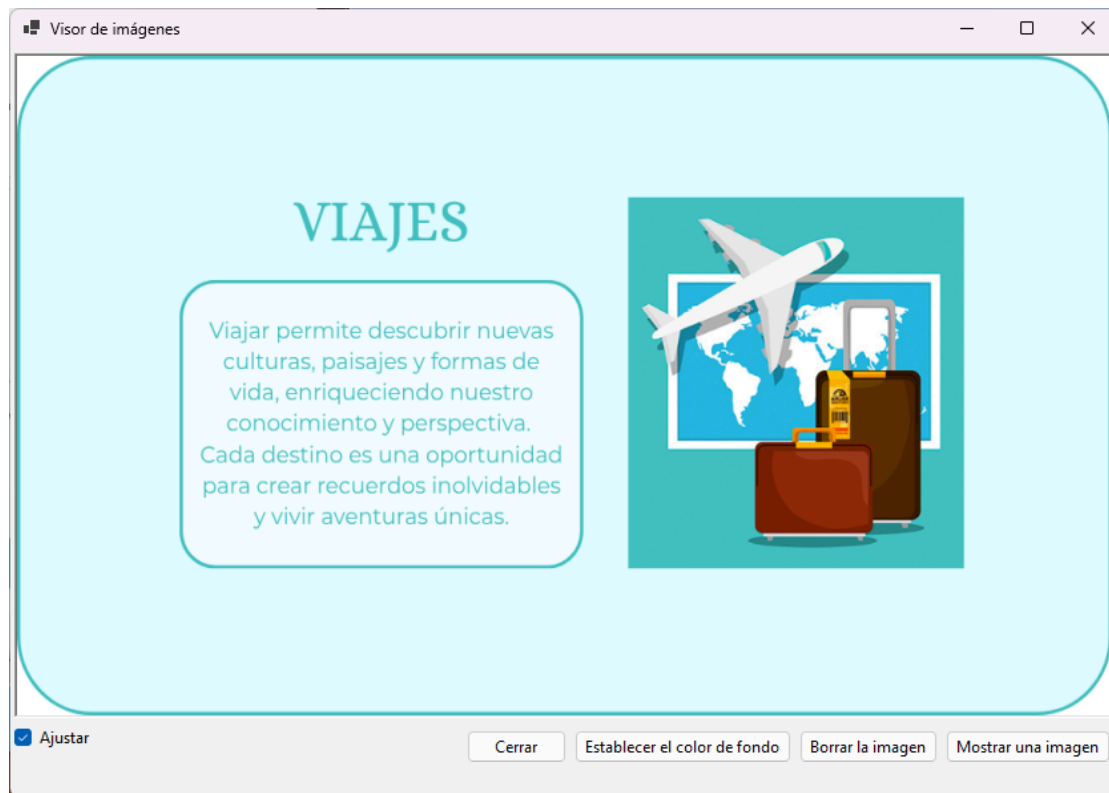 Visor de imágenes
VIAJES
Viajar permite descubrir nuevas
culturas, paisajes y formas de
vida, enriqueciendo nuestro
conocimiento y perspectiva.
Cada destino es una oportunidad
para crear recuerdos inolvidables
y vivir aventuras únicas.
Ajustar
Cerrar
Establecer el color de fondo
Borrar la imagen
Mostrar una imagen